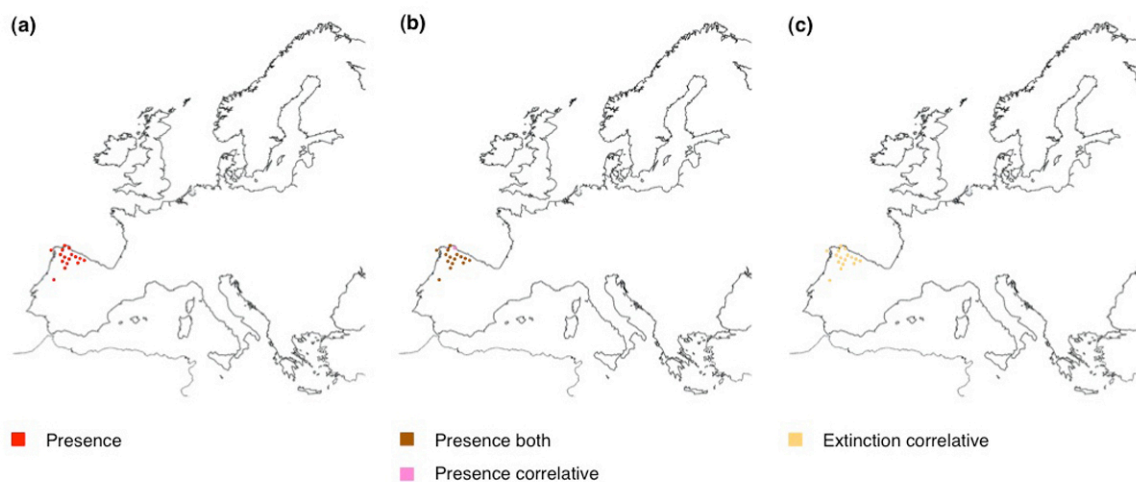 (a)
(b)
(c)
Presence
Presence both
Presence correlative
Extinction correlative